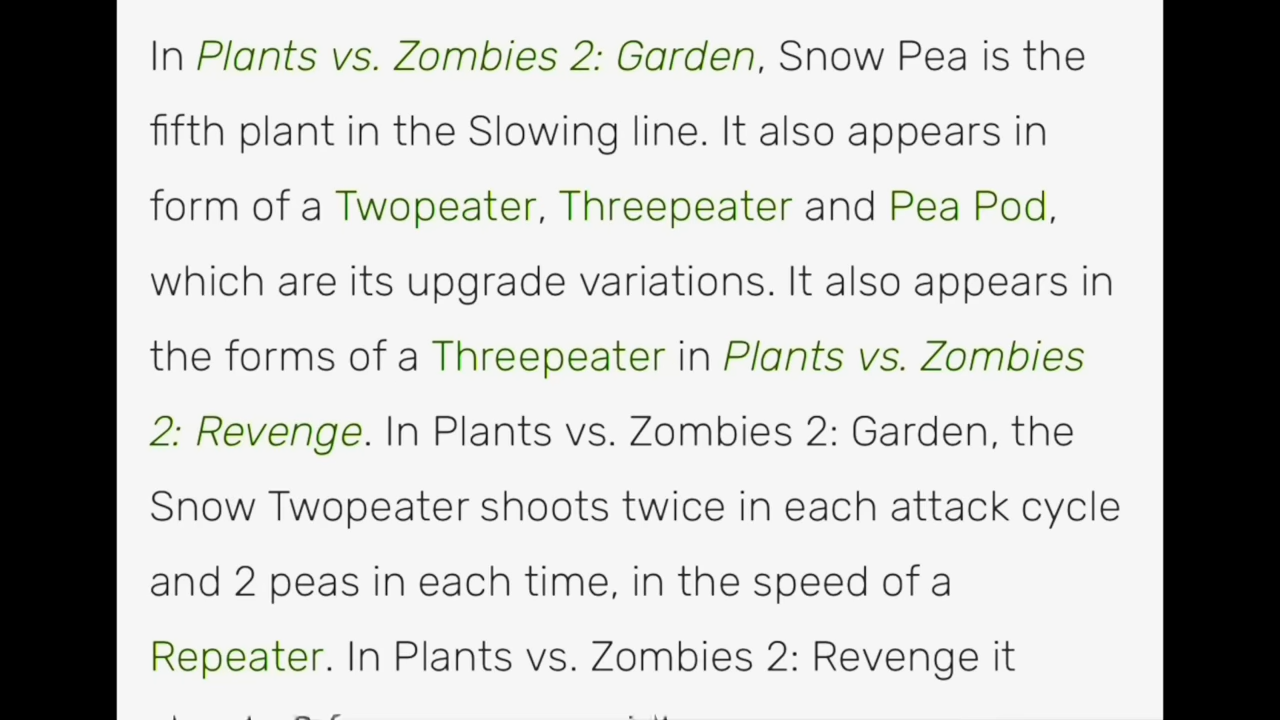 In Plants vs. Zombies 2: Garden, Snow Pea is the
fifth plant in the Slowing line. It also appears in
form of a Twopeater, Threepeater and Pea Pod,
which are its upgrade variations. It also appears in
the forms of a Threepeater in Plants vs. Zombies
2: Revenge. In Plants vs. Zombies 2: Garden, the
Snow Twopeater shoots twice in each attack cycle
and 2 peas in each time, in the speed of a
Repeater. In Plants vs. Zombies 2: Revenge it